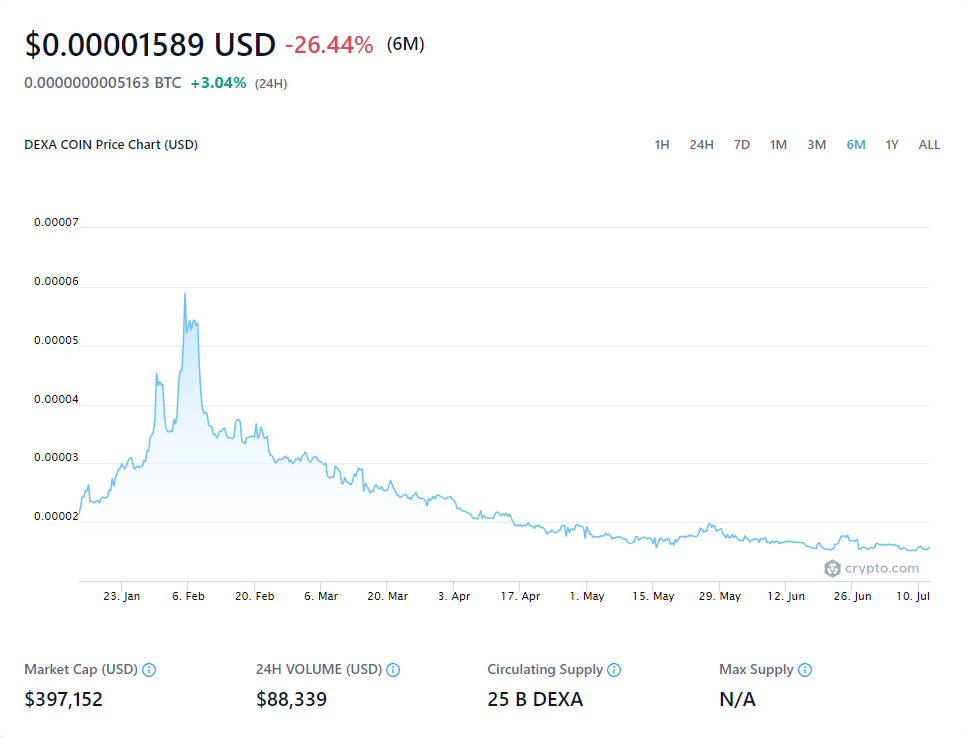 $0.00001589 USD -26.44% (6M)
0.0000000005163 BTC +3.04% (24H)
DEXA COIN Price Chart (USD) 1H 24H 7D 1M 3M 6M 1Y ALL
0.00007
0.00006
0.00005
0.00004
0.00003
0.00002
crypto.com
23. Jan 6. Feb 20. Feb 6. Mar 20. Mar 3. Apr 17. Apr 1. May 15. May 29. May 12. Jun 26. Jun 10. Jul
Market Cap (USD) 24H VOLUME (USD) Circulating Supply Max Supply
$397,152 $88,339 25 B DEXA N/A